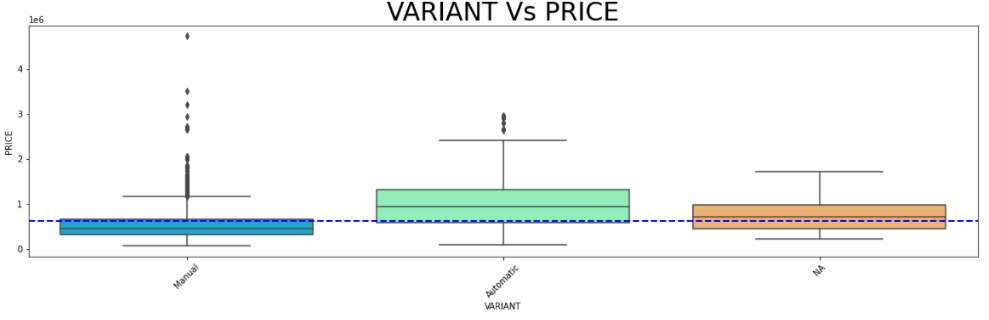 VARIANT Vs PRICE
1e6
4
3
2
1
0
PRICE
Manual
Automatic
NA
VARIANT